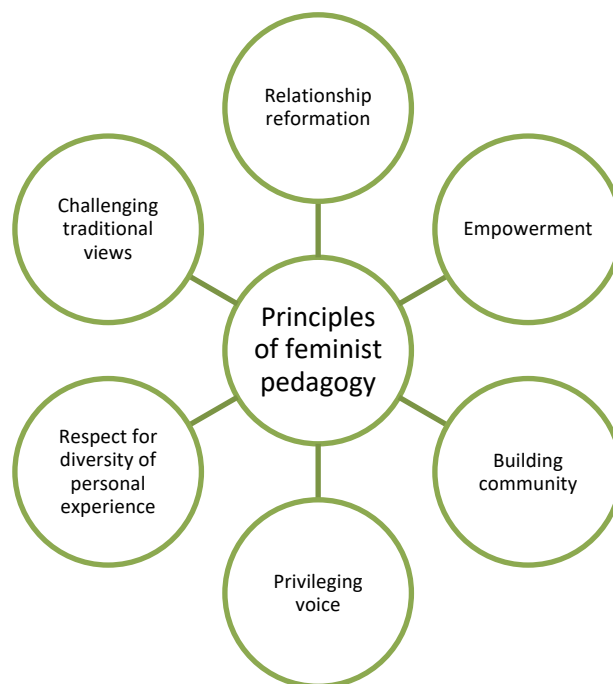 Relationship
reformation
Challenging
traditional
views
Empowerment
Principles
of feminist
pedagogy
Respect for
diversity of
personal
experience
Building
community
Privileging
voice